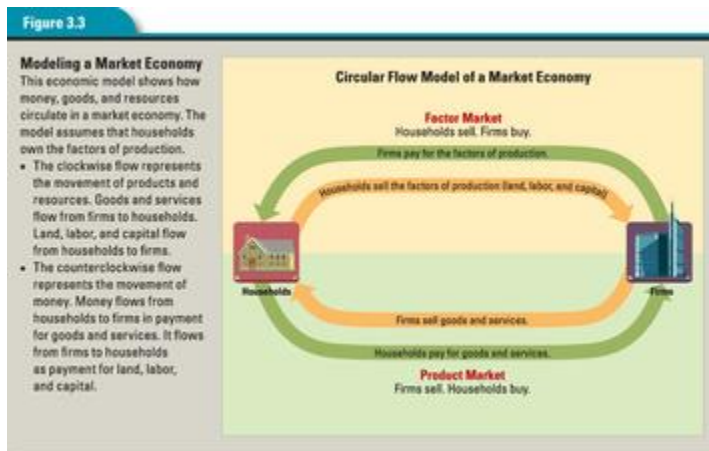 Figure 3.3
Modeling a Market Economy
This economic model shows how
money, goods, and resources
circulate in a market economy. The
model assumes that households
own the factors of production.
• The clockwise flow represents
the movement of products and
resources. Goods and services
flow from firms to households.
Land, labor, and capital flow
from households to firms.
• The counterclockwise flow
represents the movement of
money. Money flows from
households to firms in payment
for goods and services. It flows
from firms to households
as payment for land, labor,
and capital.
Circular Flow Model of a Market Economy
Factor Market
Households sell. Firms buy.
Firms pay for the factors of production.
Households sell the factors of production (land, labor, and capital)
Households
Firms
Firms sell goods and services.
Households pay for goods and services.
Product Market
Firms sell. Households buy.